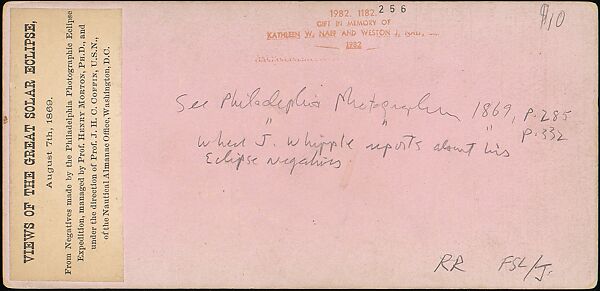 VIEWS OF THE GREAT SOLAR ECLIPSE,
August 7th, 1869.
From Negatives made by the Philadelphia Photographic Eclipse
Expedition, managed by Prof. HENRY MORTON, PH.D., and
under the direction of Prof. J. H. C. COFFIN, U.S.N.,
of the Nautical Almanac Office, Washington, D.C.
1982. 1182. 256
GIFT IN MEMORY OF
KATHLEEN W. NAEF AND WESTON J. NAEF,
1982
$10
See Philadelphia Photographer 1869, p. 285
" " " p. 332
Where J. Whipple reports about his
Eclipse negatives
RR FSL/J.